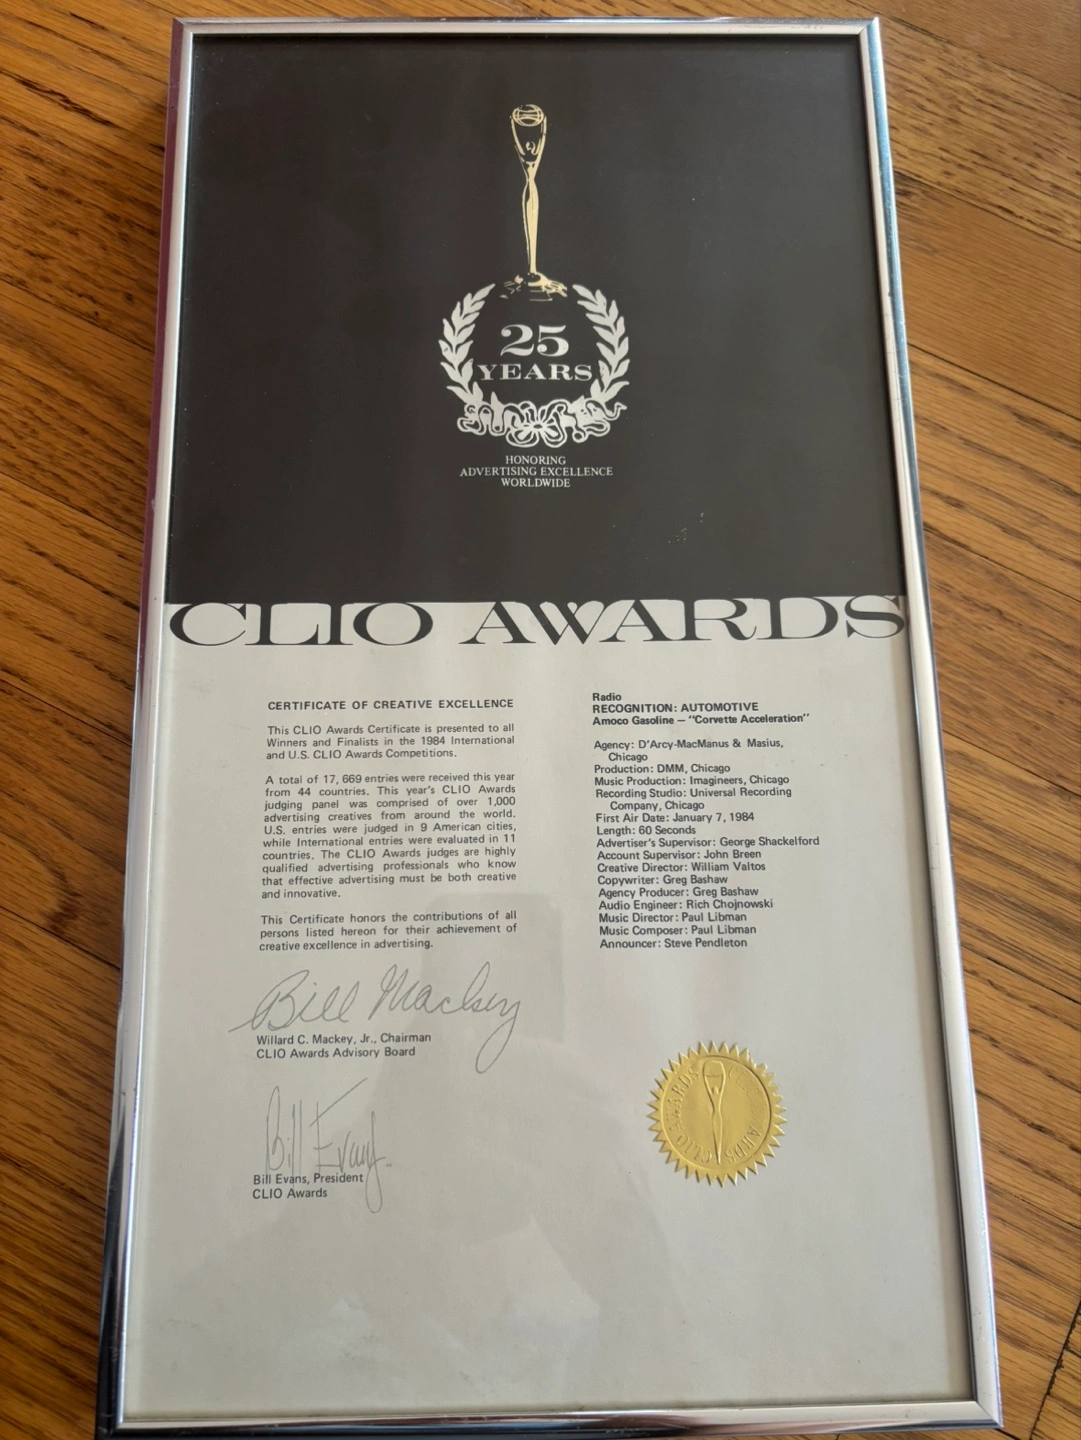 25
YEARS
HONORING
ADVERTISING EXCELLENCE
WORLDWIDE
CLIO AWARDS
CERTIFICATE OF CREATIVE EXCELLENCE
This CLIO Awards Certificate is presented to all
Winners and Finalists in the 1984 International
and U.S. CLIO Awards Competitions.
A total of 17, 669 entries were received this year
from 44 countries. This year's CLIO Awards
judging panel was comprised of over 1,000
advertising creatives from around the world.
U.S. entries were judged in 9 American cities,
while International entries were evaluated in 11
countries. The CLIO Awards judges are highly
qualified advertising professionals who know
that effective advertising must be both creative
and innovative.
This Certificate honors the contributions of all
persons listed hereon for their achievement of
creative excellence in advertising.
Bill Mackey
Willard C. Mackey, Jr., Chairman
CLIO Awards Advisory Board
Bill Evans
Bill Evans, President
CLIO Awards
Radio
RECOGNITION: AUTOMOTIVE
Amoco Gasoline – "Corvette Acceleration"
Agency: D'Arcy-MacManus & Masius,
Chicago
Production: DMM, Chicago
Music Production: Imagineers, Chicago
Recording Studio: Universal Recording
Company, Chicago
First Air Date: January 7, 1984
Length: 60 Seconds
Advertiser's Supervisor: George Shackelford
Account Supervisor: John Breen
Creative Director: William Valtos
Copywriter: Greg Bashaw
Agency Producer: Greg Bashaw
Audio Engineer: Rich Chojnowski
Music Director: Paul Libman
Music Composer: Paul Libman
Announcer: Steve Pendleton
CLIO AWARDS
CLIO AWARDS